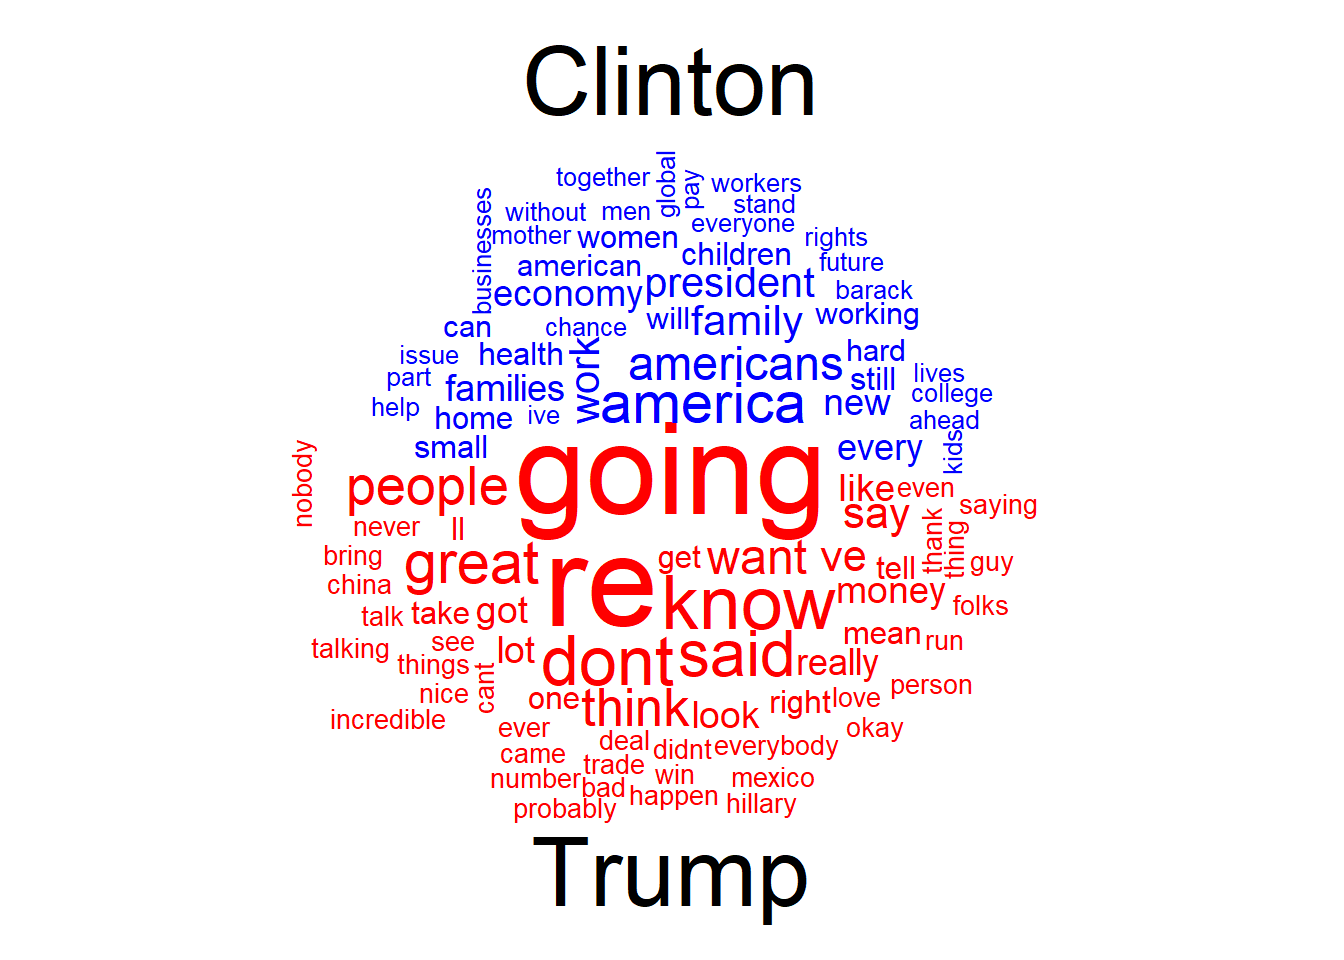 Clinton
together global pay workers
businesses without men stand
mother women everyone rights
american children future
economy president barack
can chance will family working
issue health work americans hard
part families still lives
help home ive america new college
ahead
small going every kids
nobody people like even
say saying
never ll thank thing
bring great re get want ve tell guy
china know money
talk take got folks
talking see lot dont said mean run
things really
nice cant one think look right love person
incredible ever okay
came deal didnt everybody
number trade win mexico
bad happen hillary
probably
Trump